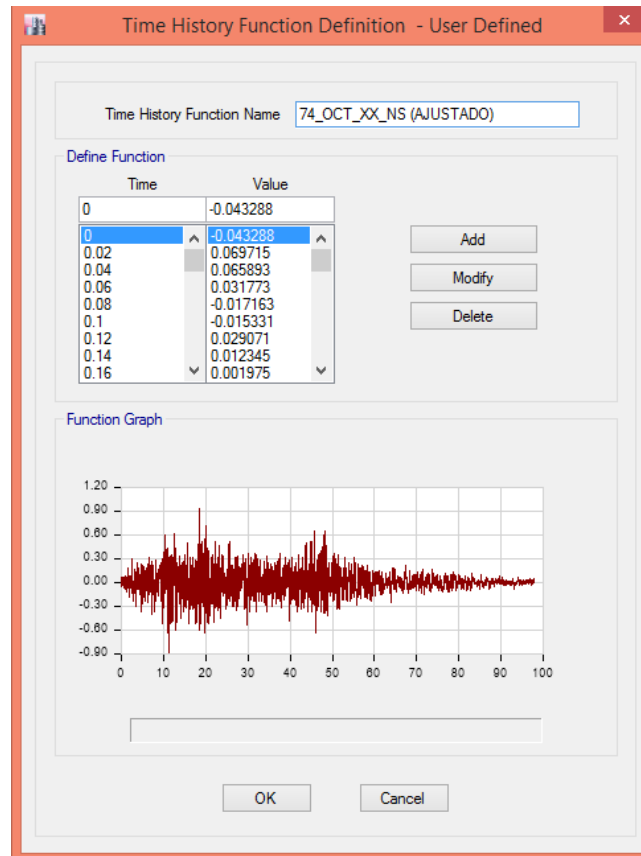 Time History Function Definition - User Defined
Time History Function Name 74_OCT_XX_NS (AJUSTADO)
Define Function
Time Value
0 -0.043288
0 -0.043288
0.02 0.069715
0.04 0.065893
0.06 0.031773
0.08 -0.017163
0.1 -0.015331
0.12 0.029071
0.14 0.012345
0.16 0.001975
Add
Modify
Delete
Function Graph
1.20
0.90
0.60
0.30
0.00
-0.30
-0.60
-0.90
0 10 20 30 40 50 60 70 80 90 100
OK Cancel